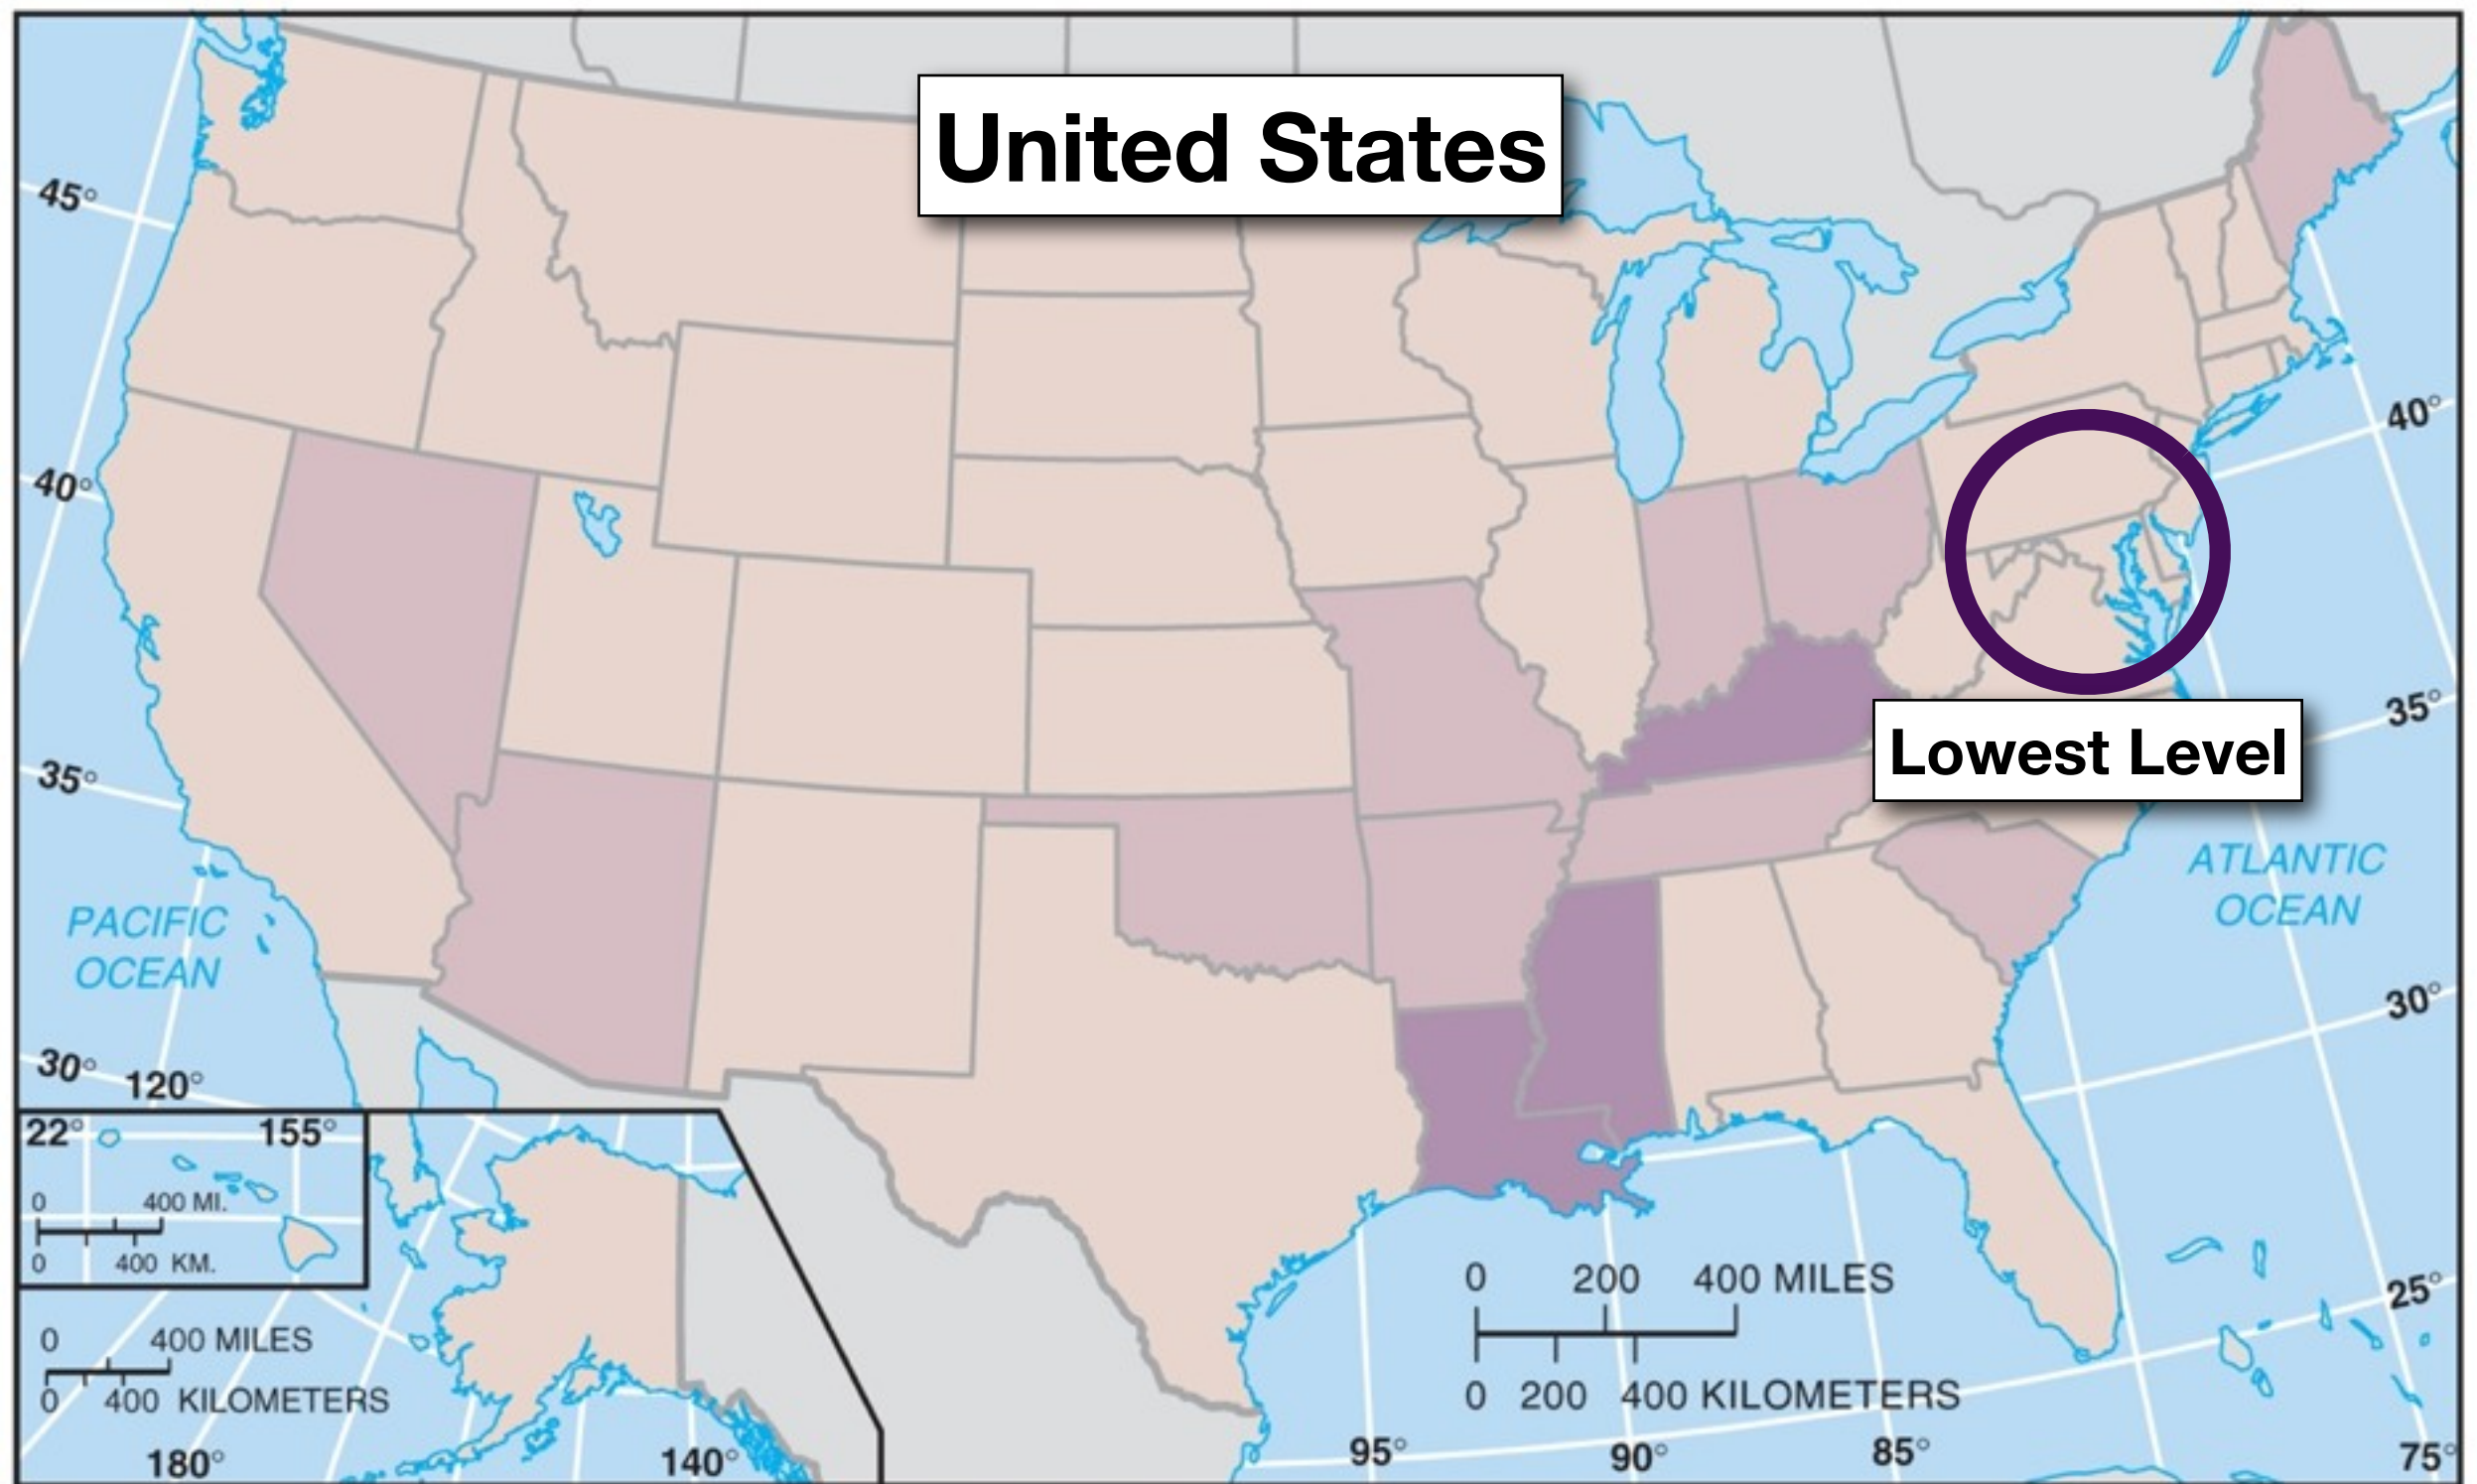 United States
45°
40°
40°
Lowest Level
35°
35°
ATLANTIC
OCEAN
PACIFIC
OCEAN
30°
30°
120°
22°
155°
0 400 MI.
0 400 KM.
0 200 400 MILES
25°
0 400 MILES
0 400 KILOMETERS
0 200 400 KILOMETERS
180°
140°
95°
90°
85°
75°